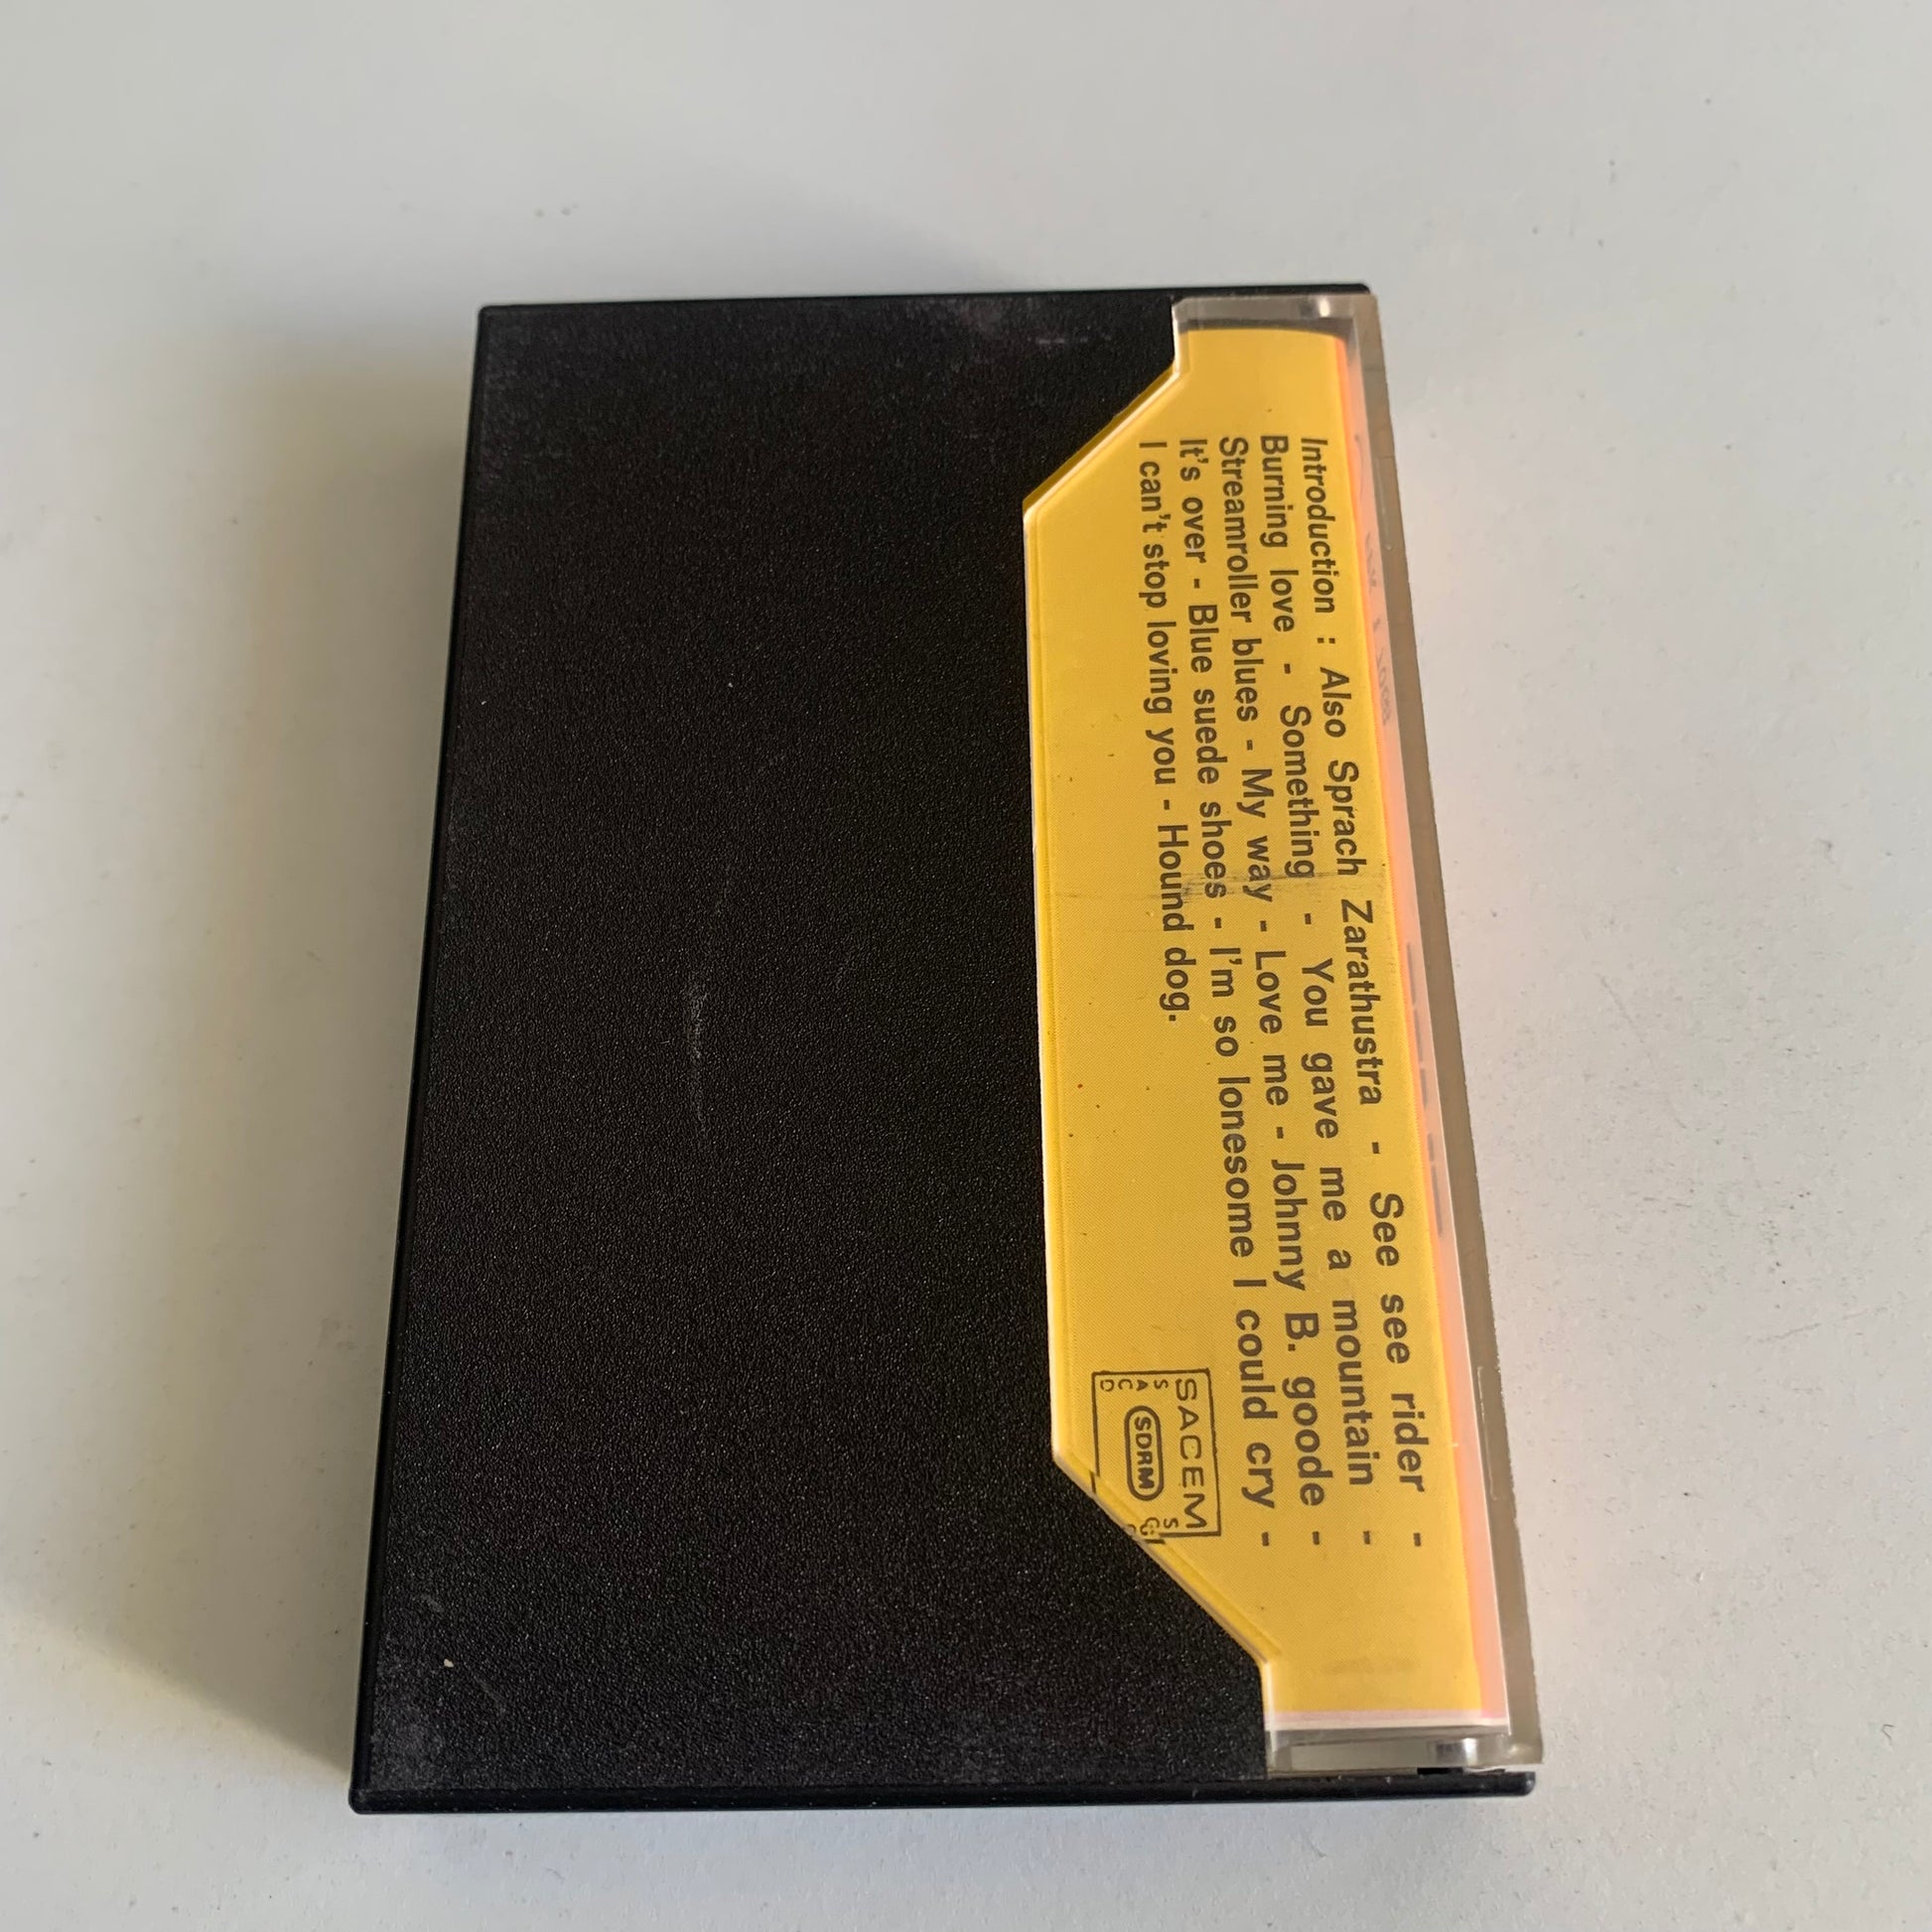 Introduction : Also Sprach Zarathustra - See see rider -
Burning love - Something - You gave me a mountain -
Streamroller blues - My way - Love me - Johnny B. goode -
It's over - Blue suede shoes - I'm so lonesome I could cry -
I can't stop loving you - Hound dog.
SACEM
SDRM